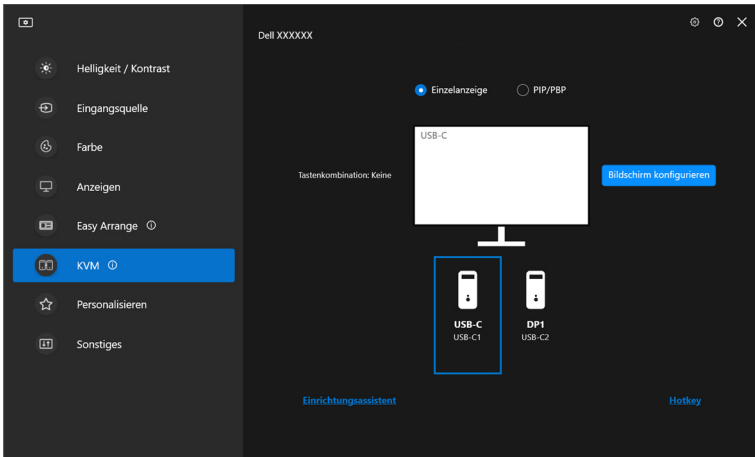 Dell XXXXXX
Helligkeit / Kontrast
Eingangsquelle
Farbe
Anzeigen
Easy Arrange
KVM
Personalisieren
Sonstiges
Einzelanzeige
PIP/PBP
USB-C
Tastenkombination: Keine
Bildschirm konfigurieren
USB-C
USB-C1
DP1
USB-C2
Einrichtungsassistent
Hotkey